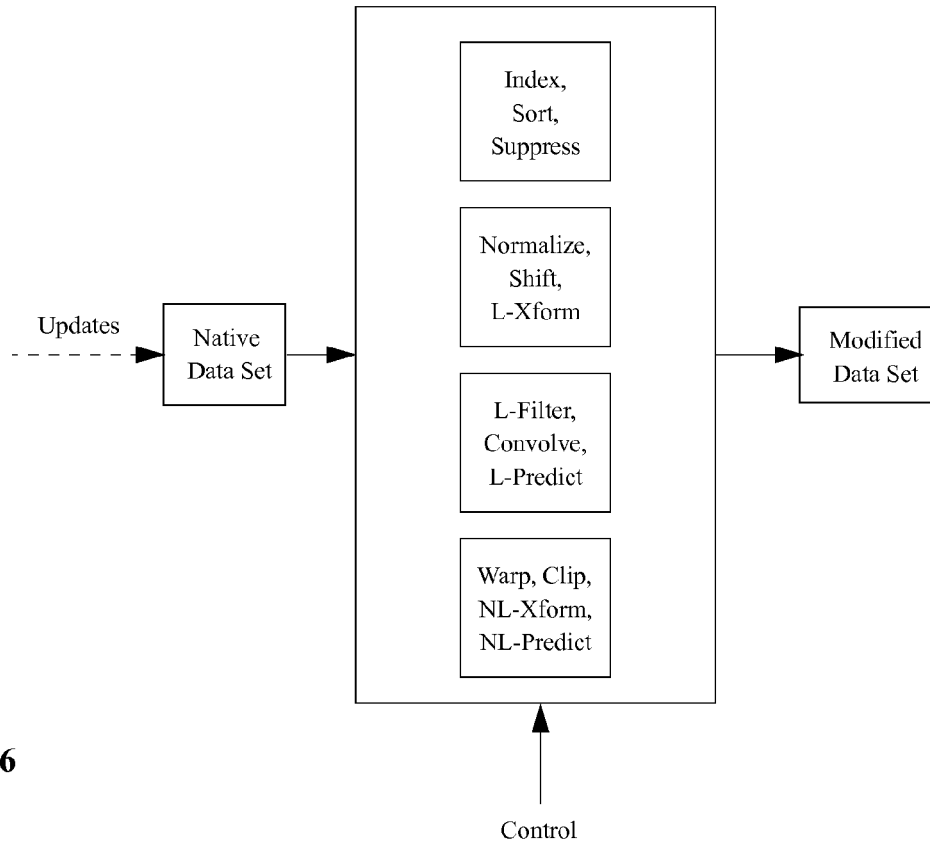 Index,
Sort,
Suppress
Normalize,
Shift,
L-Xform
Updates
Native
Data Set
Modified
Data Set
L-Filter,
Convolve,
L-Predict
Warp, Clip,
NL-Xform,
NL-Predict
6
Control